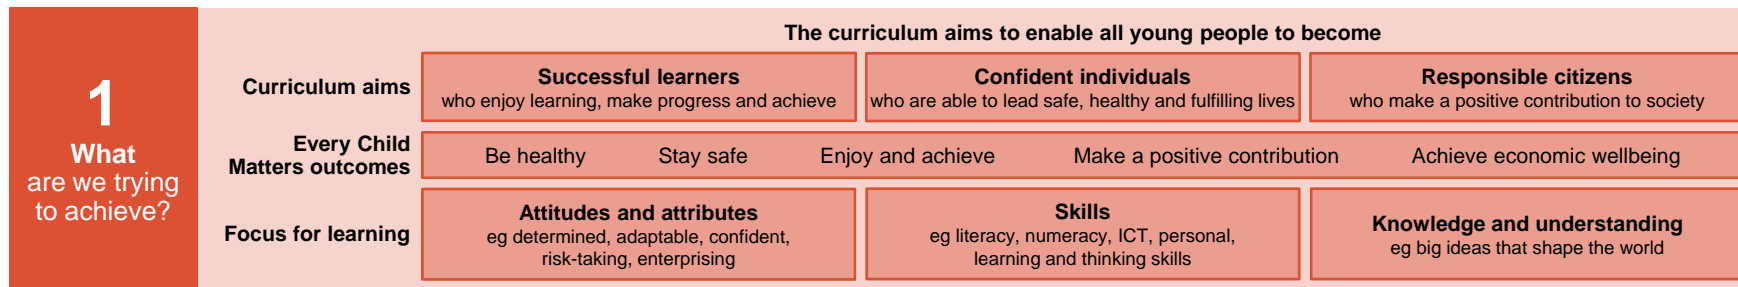 1
What
are we trying
to achieve?
The curriculum aims to enable all young people to become
Curriculum aims
Successful learners
who enjoy learning, make progress and achieve
Confident individuals
who are able to lead safe, healthy and fulfilling lives
Responsible citizens
who make a positive contribution to society
Every Child
Matters outcomes
Be healthy
Stay safe
Enjoy and achieve
Make a positive contribution
Achieve economic wellbeing
Focus for learning
Attitudes and attributes
eg determined, adaptable, confident,
risk-taking, enterprising
Skills
eg literacy, numeracy, ICT, personal,
learning and thinking skills
Knowledge and understanding
eg big ideas that shape the world